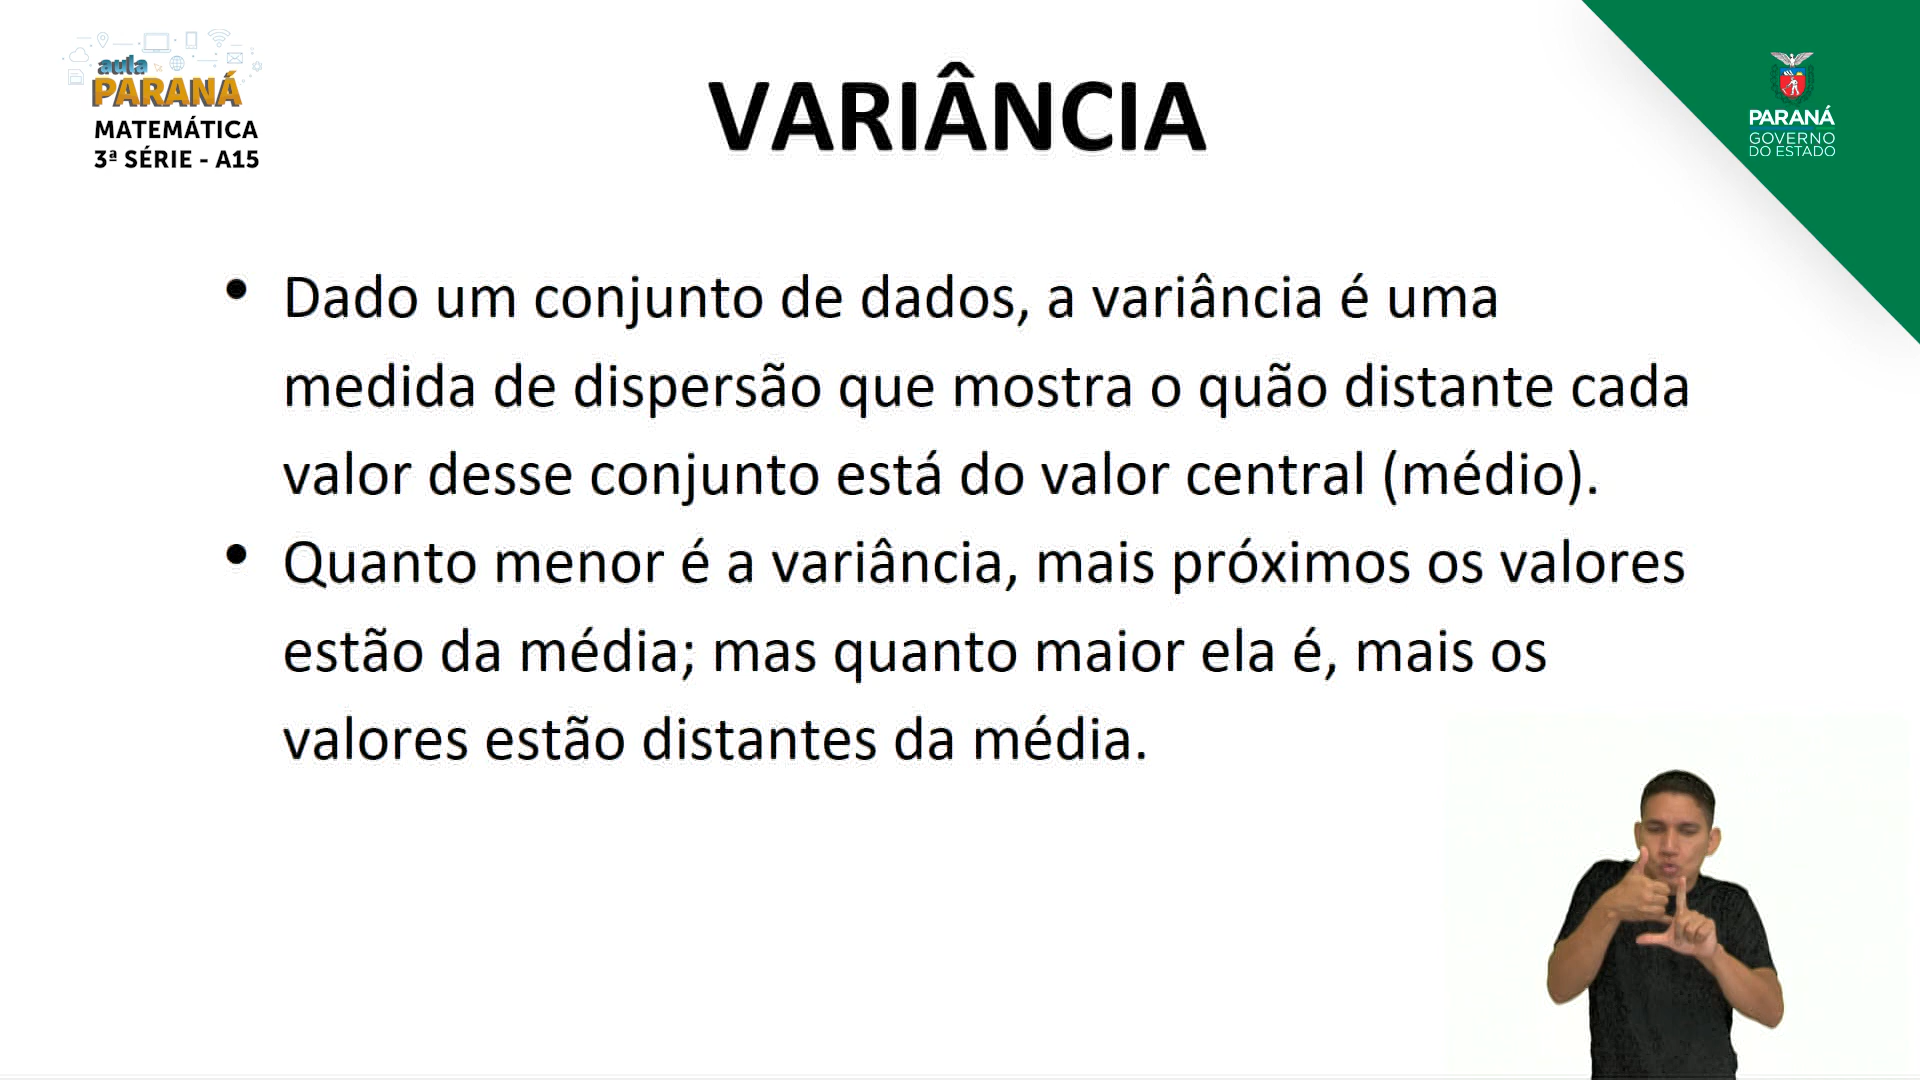 aula
PARANÁ
MATEMÁTICA
3ª SÉRIE - A15
VARIÂNCIA
PARANÁ
GOVERNO
DO ESTADO
• Dado um conjunto de dados, a variância é uma
medida de dispersão que mostra o quão distante cada
valor desse conjunto está do valor central (médio).
• Quanto menor é a variância, mais próximos os valores
estão da média; mas quanto maior ela é, mais os
valores estão distantes da média.